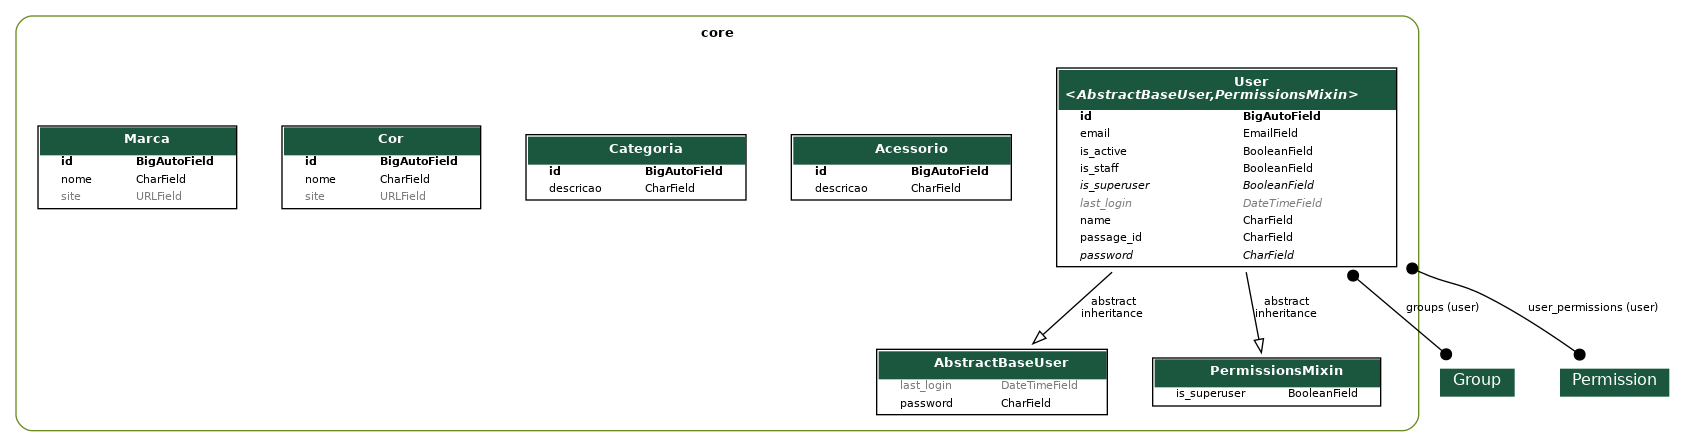 core
Marca
id BigAutoField
nome CharField
site URLField
Cor
id BigAutoField
nome CharField
site URLField
Categoria
id BigAutoField
descricao CharField
Acessorio
id BigAutoField
descricao CharField
User
<AbstractBaseUser,PermissionsMixin>
id BigAutoField
email EmailField
is_active BooleanField
is_staff BooleanField
is_superuser BooleanField
last_login DateTimeField
name CharField
passage_id CharField
password CharField
abstract
inheritance
abstract
inheritance
groups (user)
user_permissions (user)
AbstractBaseUser
last_login DateTimeField
password CharField
PermissionsMixin
is_superuser BooleanField
Group
Permission